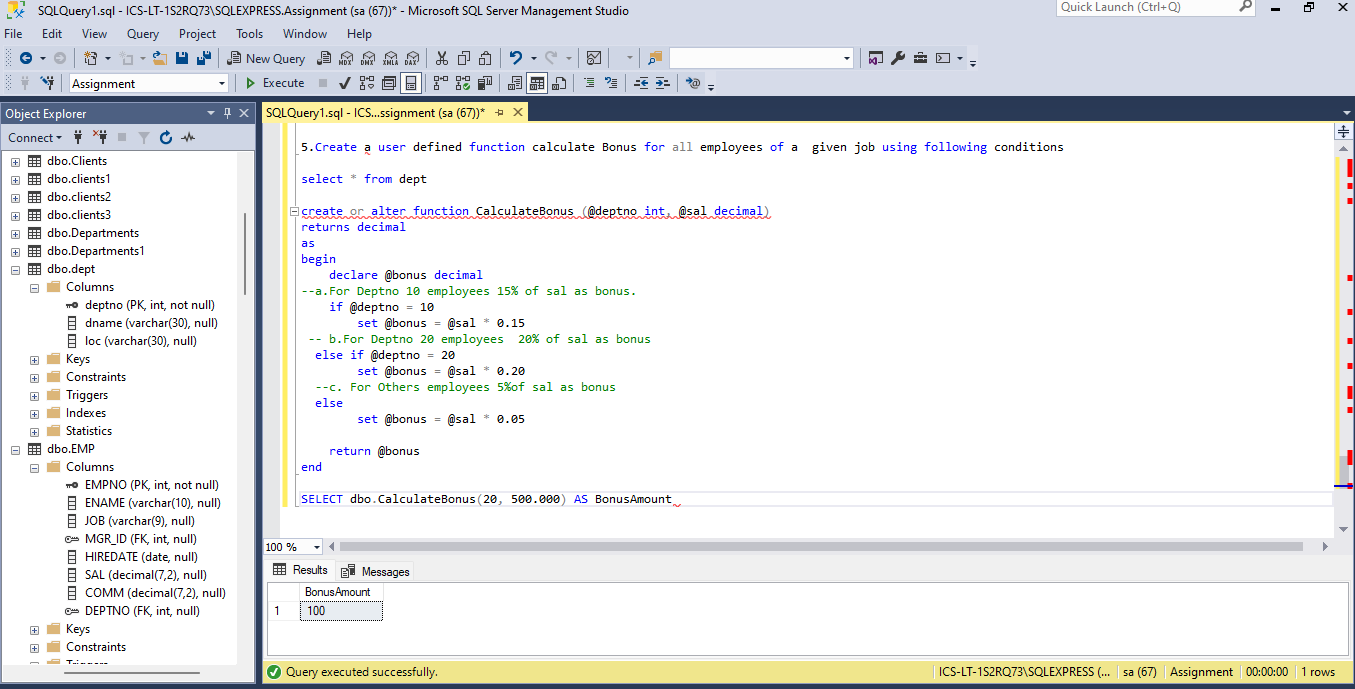 SQLQuery1.sql - ICS-LT-1S2RQ73\SQLEXPRESS.Assignment (sa (67))* - Microsoft SQL Server Management Studio
Quick Launch (Ctrl+Q)
File Edit View Query Project Tools Window Help
New Query
MDX DMX XMLA DAX
Assignment
Execute
Object Explorer
Connect
dbo.Clients
dbo.clients1
dbo.clients2
dbo.clients3
dbo.Departments
dbo.Departments1
dbo.dept
Columns
deptno (PK, int, not null)
dname (varchar(30), null)
loc (varchar(30), null)
Keys
Constraints
Triggers
Indexes
Statistics
dbo.EMP
Columns
EMPNO (PK, int, not null)
ENAME (varchar(10), null)
JOB (varchar(9), null)
MGR_ID (FK, int, null)
HIREDATE (date, null)
SAL (decimal(7,2), null)
COMM (decimal(7,2), null)
DEPTNO (FK, int, null)
Keys
Constraints
Triggers
SQLQuery1.sql - ICS...ssignment (sa (67))*
5.Create a user defined function calculate Bonus for all employees of a  given job using following conditions
select * from dept
create or alter function CalculateBonus (@deptno int, @sal decimal)
returns decimal
as
begin
declare @bonus decimal
--a.For Deptno 10 employees 15% of sal as bonus.
if @deptno = 10
set @bonus = @sal * 0.15
-- b.For Deptno 20 employees  20% of sal as bonus
else if @deptno = 20
set @bonus = @sal * 0.20
--c. For Others employees 5%of sal as bonus
else
set @bonus = @sal * 0.05
return @bonus
end
SELECT dbo.CalculateBonus(20, 500.000) AS BonusAmount
100 %
Results Messages
BonusAmount
1 100
Query executed successfully.
ICS-LT-1S2RQ73\SQLEXPRESS (... sa (67) Assignment 00:00:00 1 rows